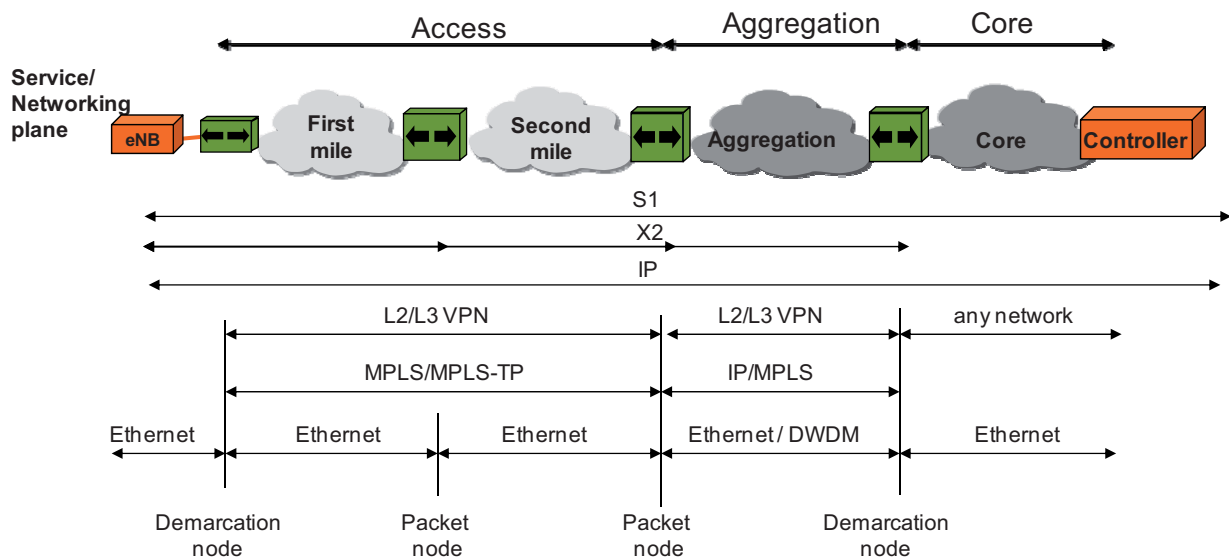 Access
Aggregation
Core
Service/
Networking
plane
eNB
First
mile
Second
mile
Aggregation
Core
Controller
S1
X2
IP
L2/L3 VPN
L2/L3 VPN
any network
MPLS/MPLS-TP
IP/MPLS
Ethernet
Ethernet
Ethernet
Ethernet / DWDM
Ethernet
Demarcation
node
Packet
node
Packet
node
Demarcation
node